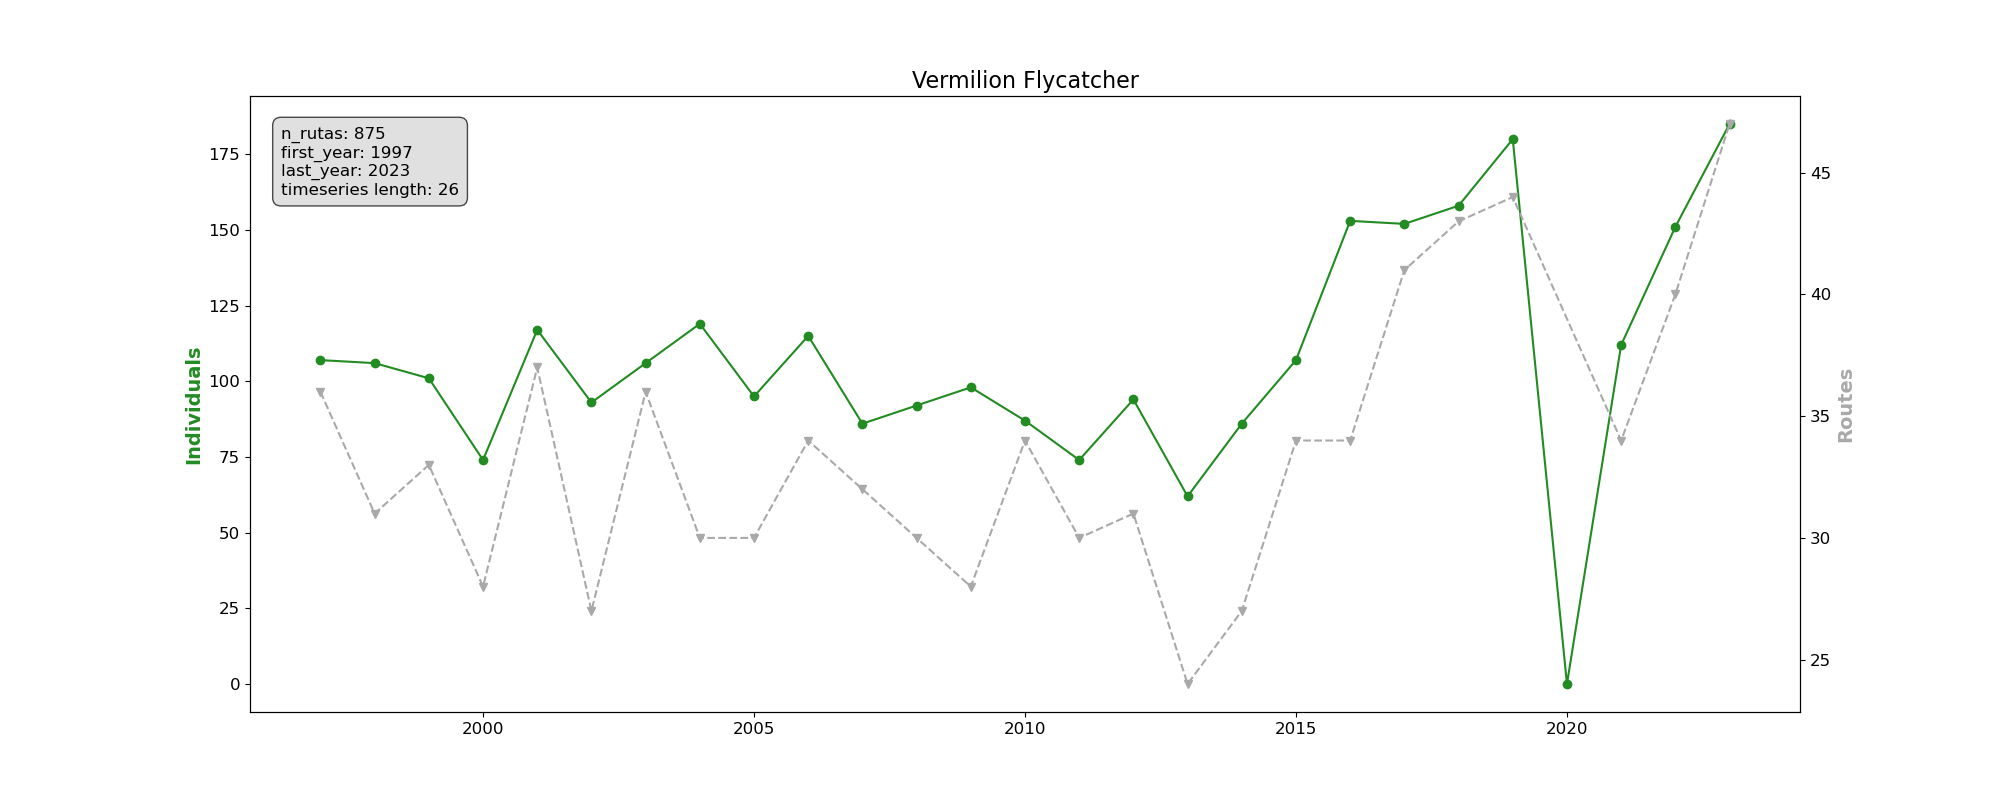 Vermilion Flycatcher
n_rutas: 875
first_year: 1997
last_year: 2023
timeseries length: 26
Individuals
175
150
125
100
75
50
25
0
45
40
35
30
25
Routes
2000 2005 2010 2015 2020